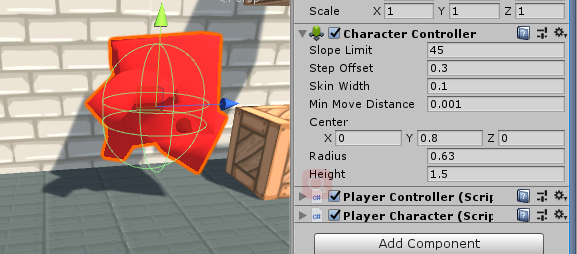 Scale X 1 Y 1 Z 1
Character Controller
Slope Limit 45
Step Offset 0.3
Skin Width 0.1
Min Move Distance 0.001
Center
X 0 Y 0.8 Z 0
Radius 0.63
Height 1.5
C# Player Controller (Scrip
C# Player Character (Scrip
Add Component